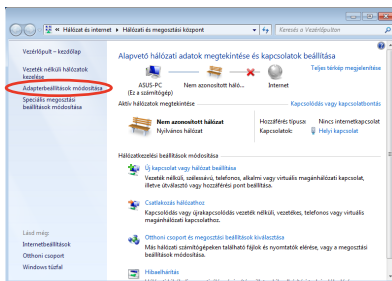 « Hálózat és internet ▸ Hálózati és megosztási központ
Keresés a Vezérlőpulton
Vezérlőpult – kezdőlap
Vezeték nélküli hálózatok
kezelése
Adapterbeállítások módosítása
Speciális megosztási
beállítások módosítása
Lásd még:
Internetbeállítások
Otthoni csoport
Windows tűzfal
Alapvető hálózati adatok megtekintése és kapcsolatok beállítása
Teljes térkép megjelenítése
ASUS-PC
(Ez a számítógép)
Nem azonosított háló...
Internet
Aktív hálózatok megtekintése
Kapcsolódás vagy kapcsolatbontás
Nem azonosított hálózat
Nyilvános hálózat
Hozzáférés típusa: Nincs internetkapcsolat
Kapcsolatok: Helyi kapcsolat
Hálózatkezelési beállítások módosítása
Új kapcsolat vagy hálózat beállítása
Vezeték nélküli, szélessávú, telefonos, alkalmi vagy virtuális magánhálózati kapcsolat,
illetve útválasztó vagy hozzáférési pont beállítása.
Csatlakozás hálózathoz
Kapcsolódás vagy újrakapcsolódás vezeték nélküli, vezetékes, telefonos vagy virtuális
magánhálózati kapcsolathoz.
Otthoni csoport és megosztási beállítások kiválasztása
Más hálózati számítógépeken található fájlok és nyomtatók elérése, vagy a megosztási
beállítások módosítása.
Hibaelhárítás